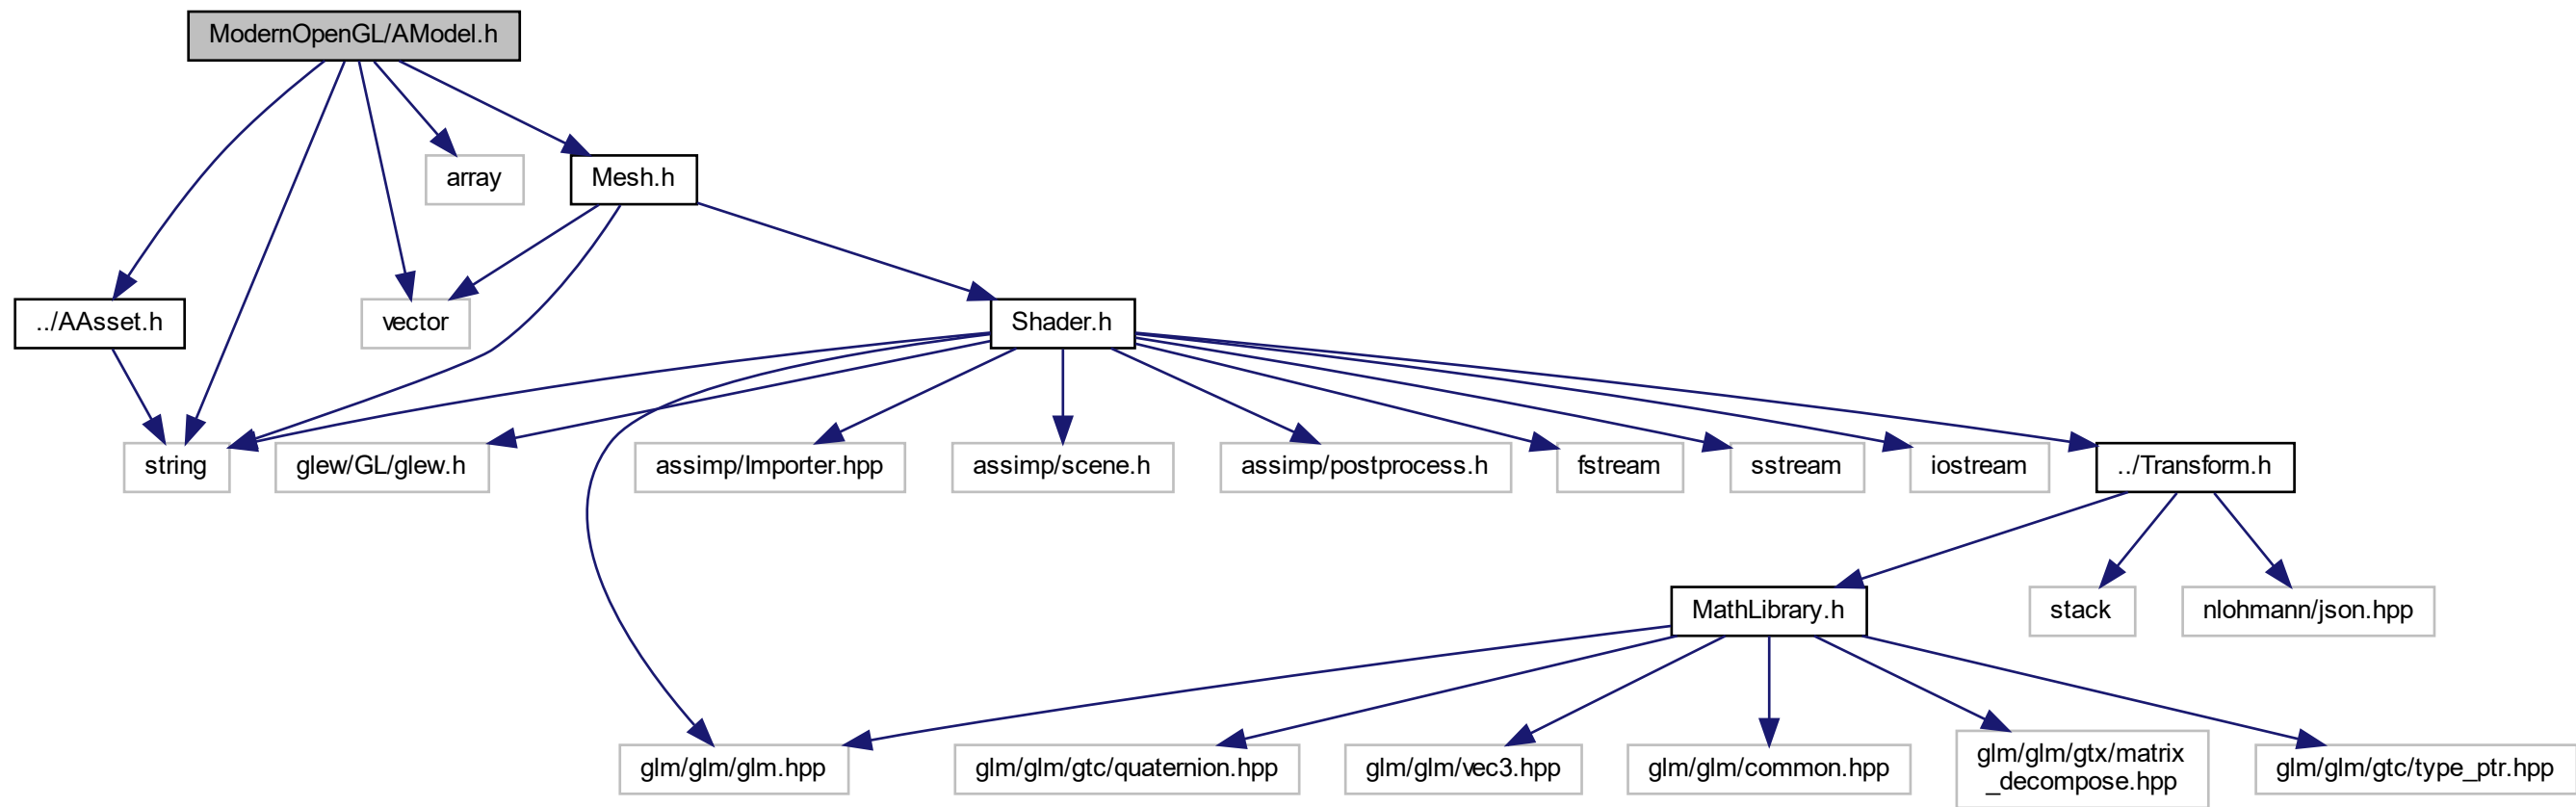 ModernOpenGL/AModel.h
array
Mesh.h
../AAsset.h
vector
Shader.h
string
glew/GL/glew.h
assimp/Importer.hpp
assimp/scene.h
assimp/postprocess.h
fstream
sstream
iostream
../Transform.h
MathLibrary.h
stack
nlohmann/json.hpp
glm/glm/glm.hpp
glm/glm/gtc/quaternion.hpp
glm/glm/vec3.hpp
glm/glm/common.hpp
glm/glm/gtx/matrix
_decompose.hpp
glm/glm/gtc/type_ptr.hpp